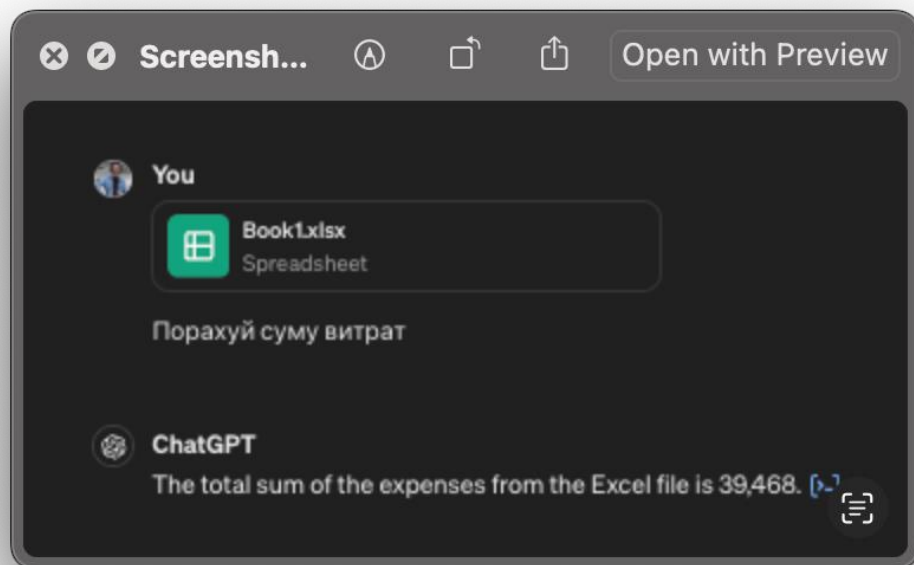 Screensh...
Open with Preview
You
Book1.xlsx
Spreadsheet
Порахуй суму витрат
ChatGPT
The total sum of the expenses from the Excel file is 39,468. [>_]